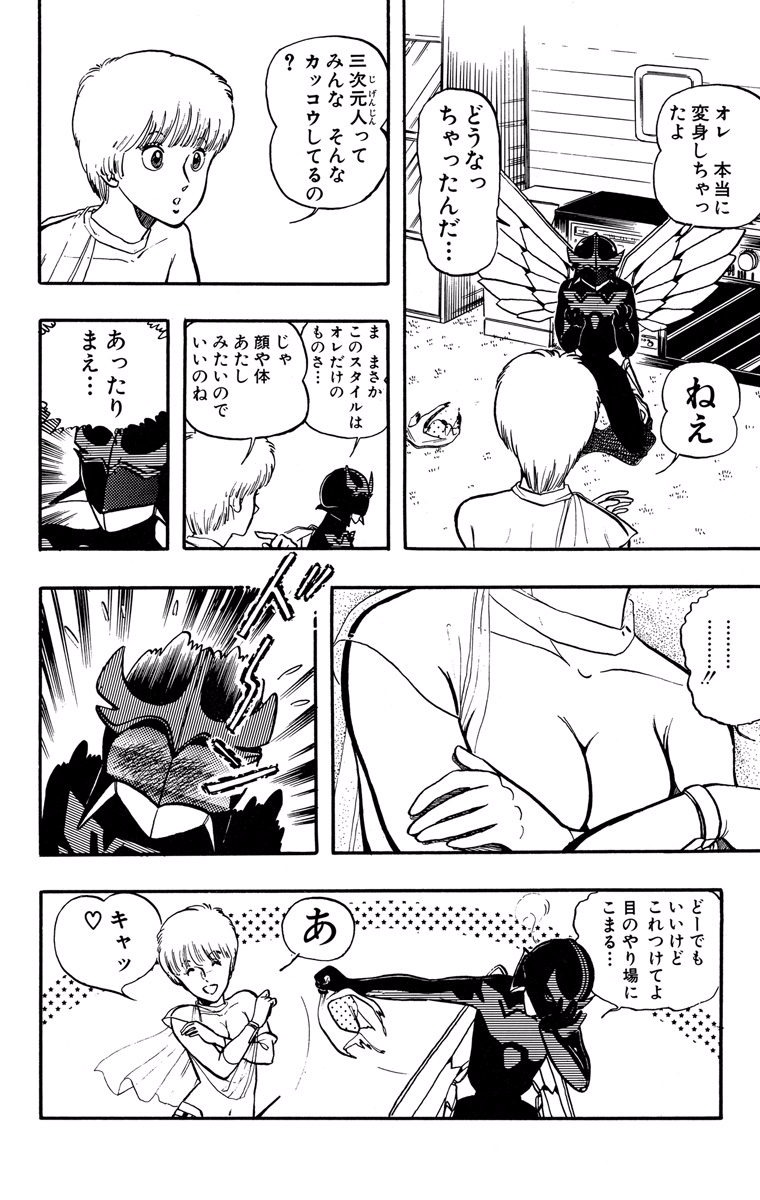 オレ　本当に
変身しちゃっ
たよ
どうなっ
ちゃったんだ…
ねえ
三次元人って
みんな　そんな
カッコウしてるの
？
ま　まさか
このスタイルは
オレだけの
ものさ…
じゃ
顔や体
あたし
みたいので
いいのね
あったり
まえ…
………!!
どーでも
いいけど
これつけてよ
目のやり場に
こまる…
あ
キャッ
♡